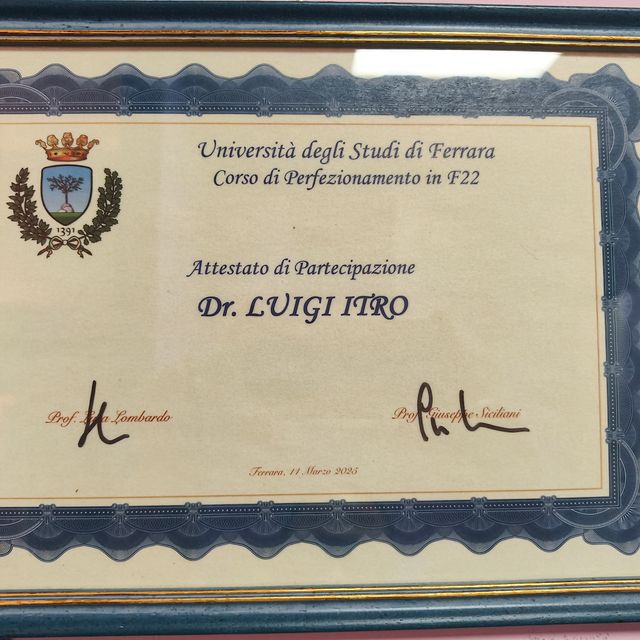 Università degli Studi di Ferrara
Corso di Perfezionamento in F22
1391
Attestato di Partecipazione
Dr. LUIGI ITRO
Prof. Lombardo
Prof. Giuseppe Siciliani
Ferrara, 11 Marzo 2025